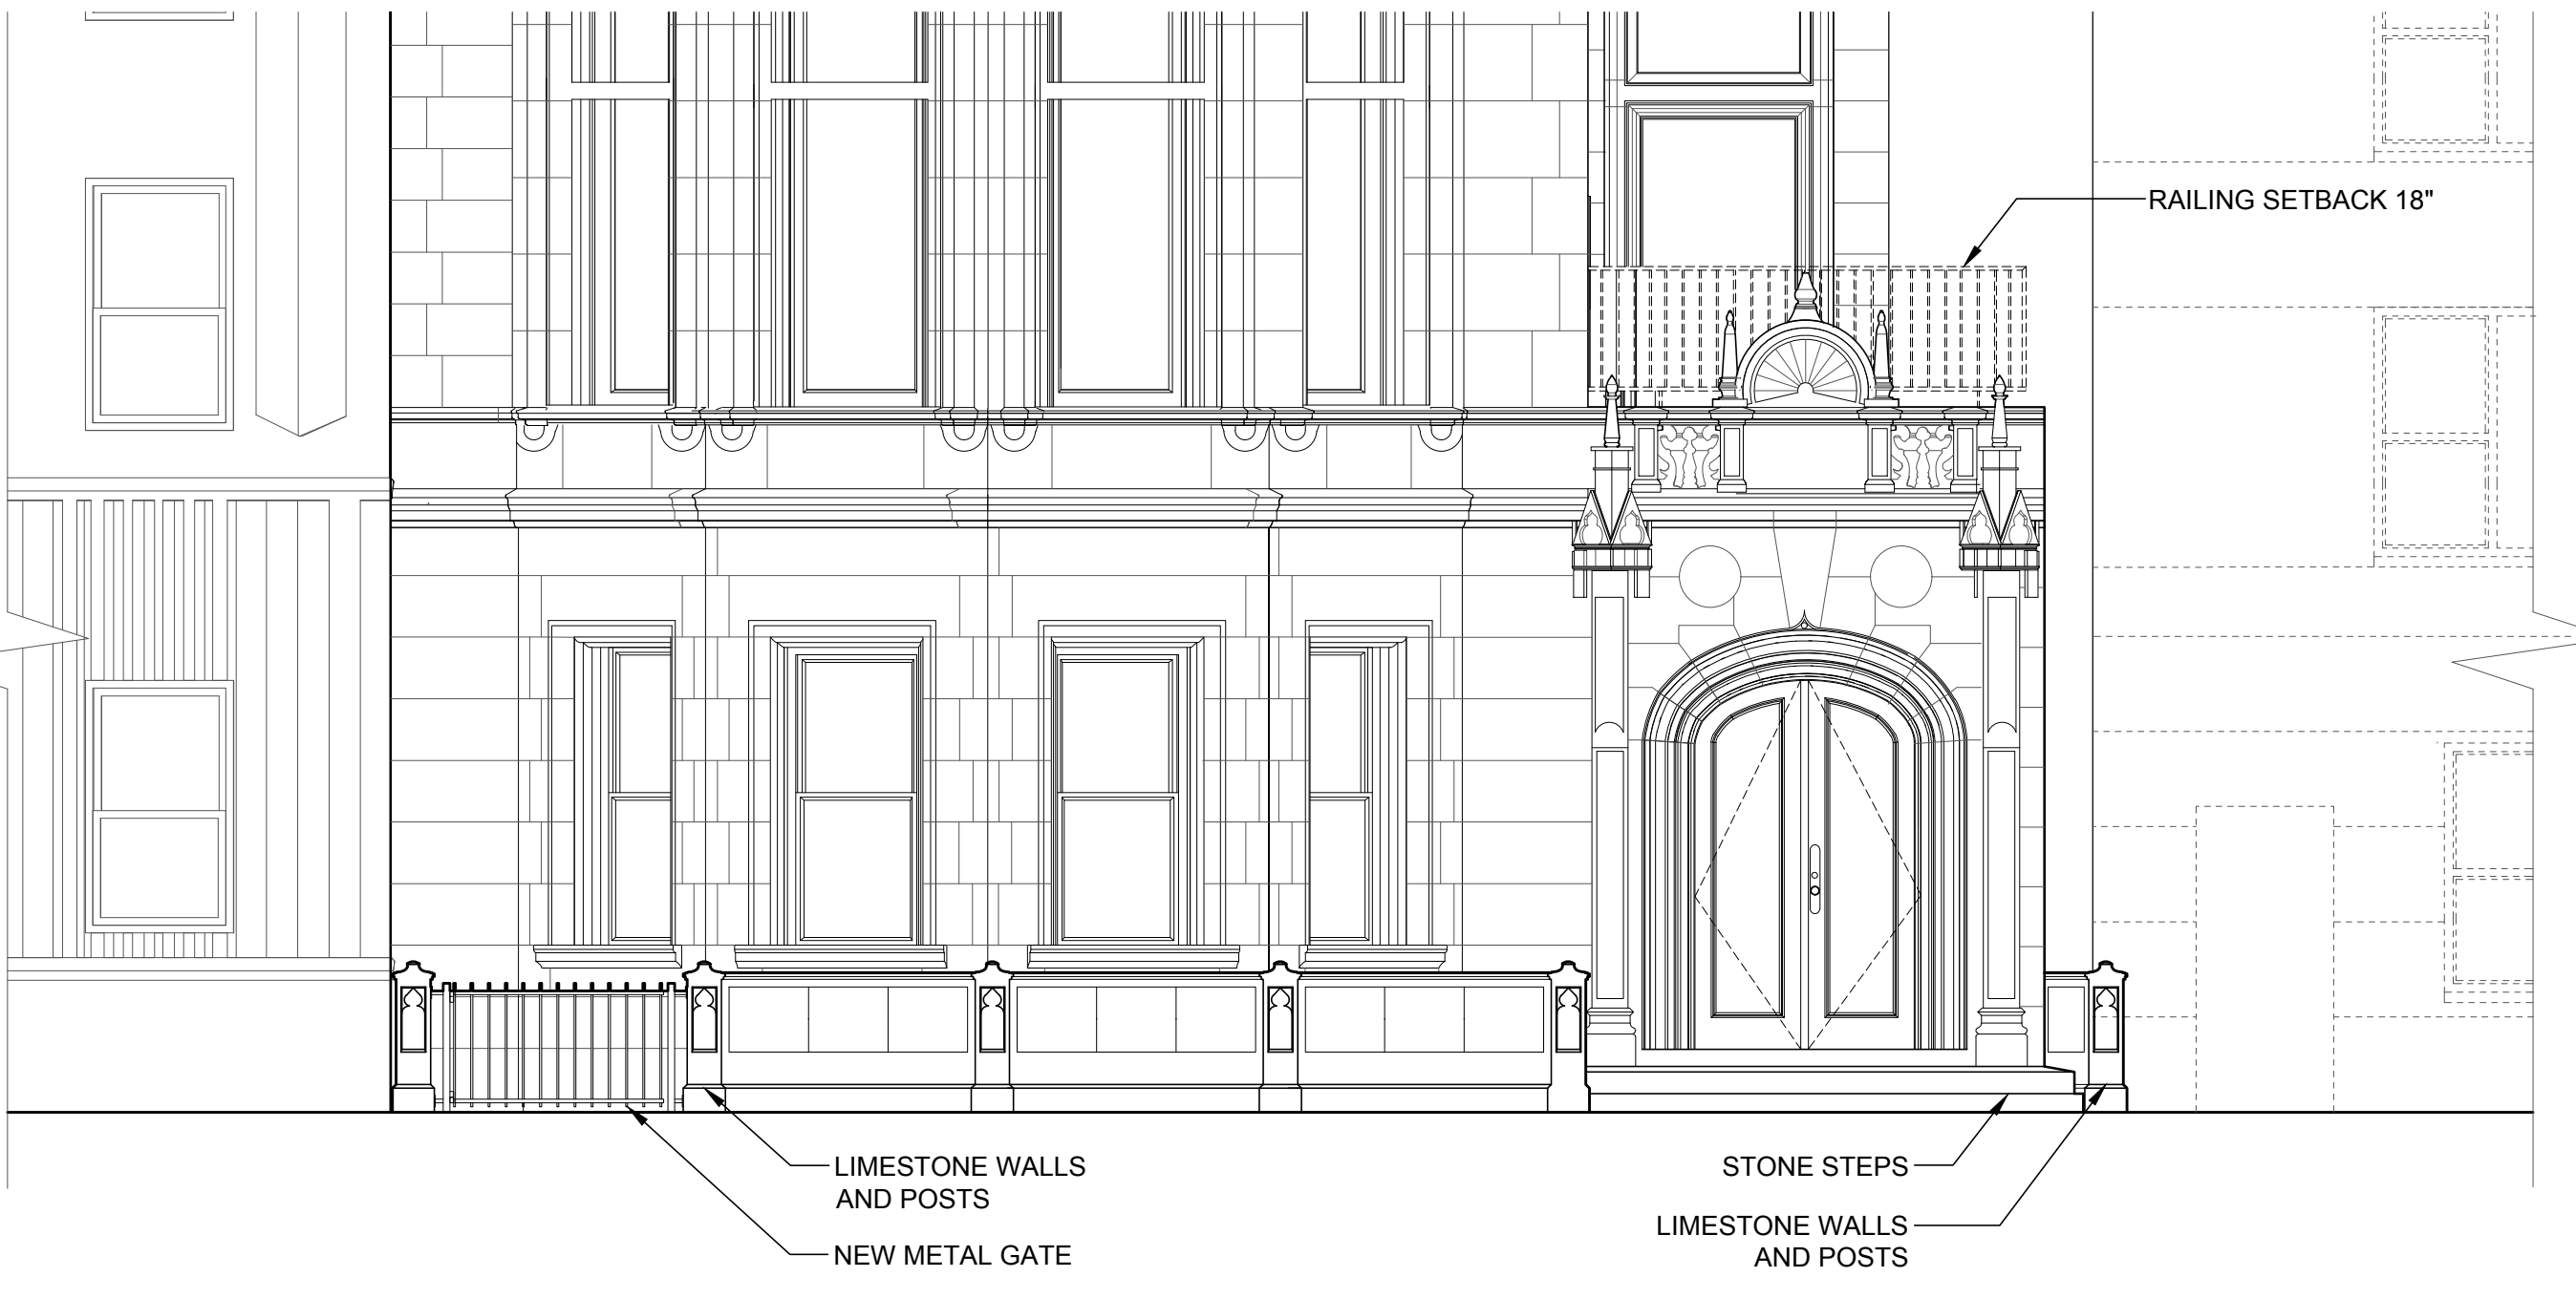 RAILING SETBACK 18"
LIMESTONE WALLS
AND POSTS
NEW METAL GATE
STONE STEPS
LIMESTONE WALLS
AND POSTS